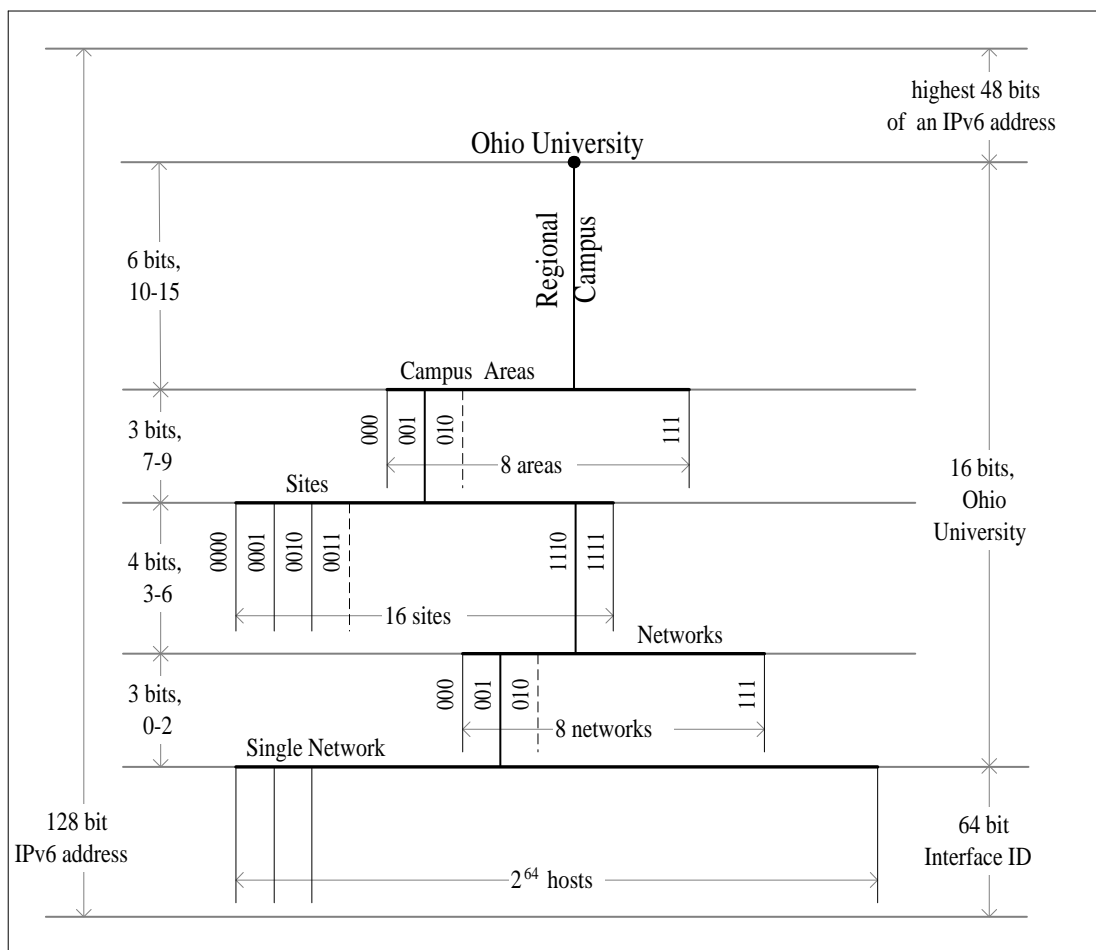 highest 48 bits
of an IPv6 address
Ohio University
Regional
Campus
6 bits,
10-15
Campus Areas
000
001
010
111
3 bits,
7-9
8 areas
Sites
16 bits,
Ohio
University
0000
0001
0010
0011
1110
1111
4 bits,
3-6
16 sites
Networks
000
001
010
111
3 bits,
0-2
8 networks
Single Network
128 bit
IPv6 address
64 bit
Interface ID
2^64 hosts